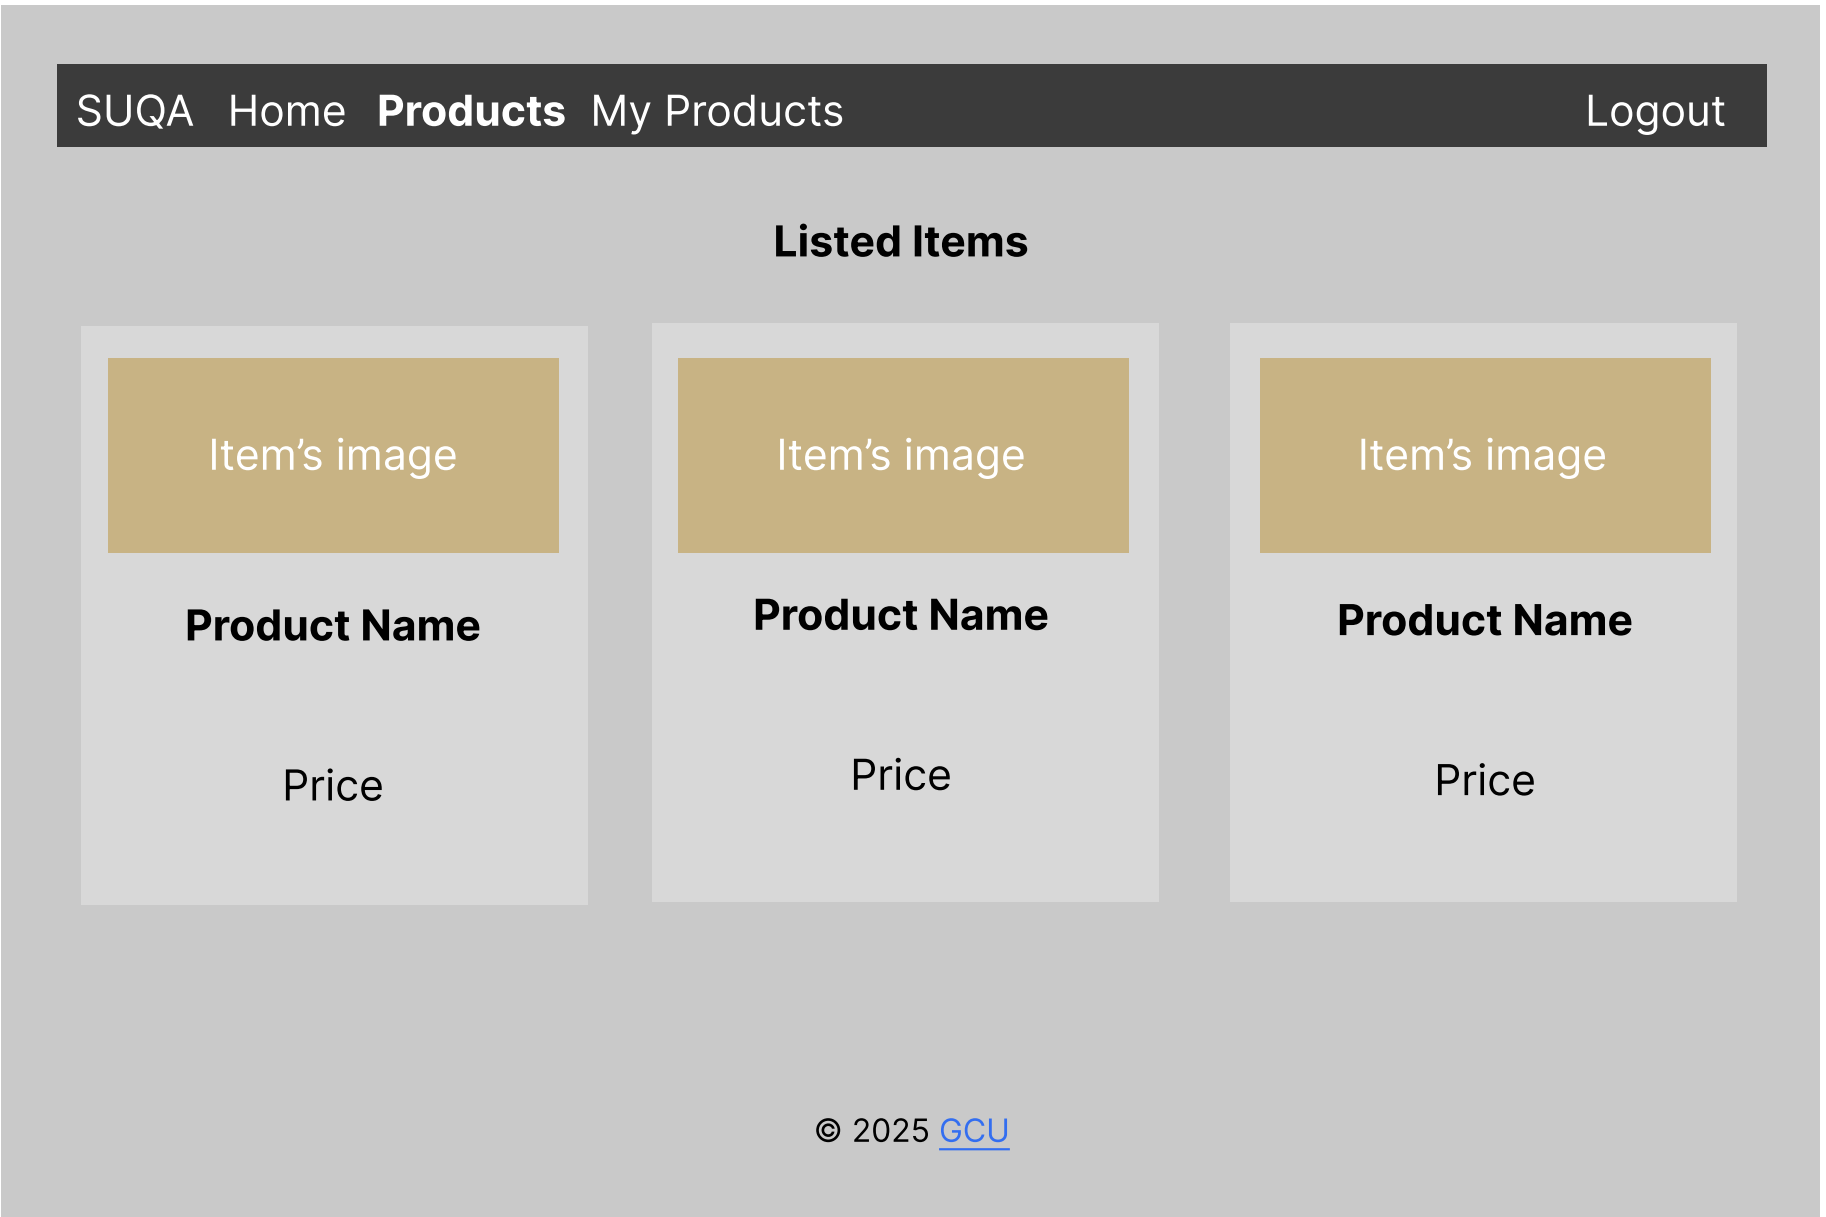 SUQA Home Products My Products Logout
Listed Items
Item’s image Item’s image Item’s image
Product Name Product Name Product Name
Price Price Price
© 2025 GCU